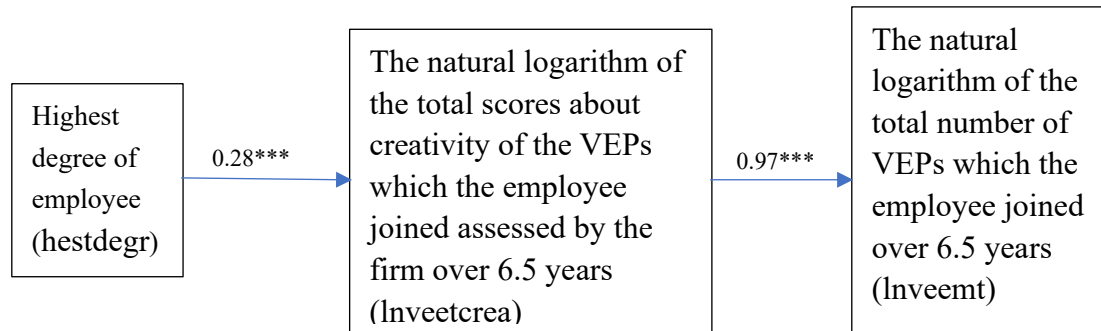 Highest
degree of
employee
(hestdegr)
0.28***
The natural logarithm of
the total scores about
creativity of the VEPs
which the employee
joined assessed by the
firm over 6.5 years
(lnveetcrea)
0.97***
The natural
logarithm of the
total number of
VEPs which the
employee joined
over 6.5 years
(lnveemt)